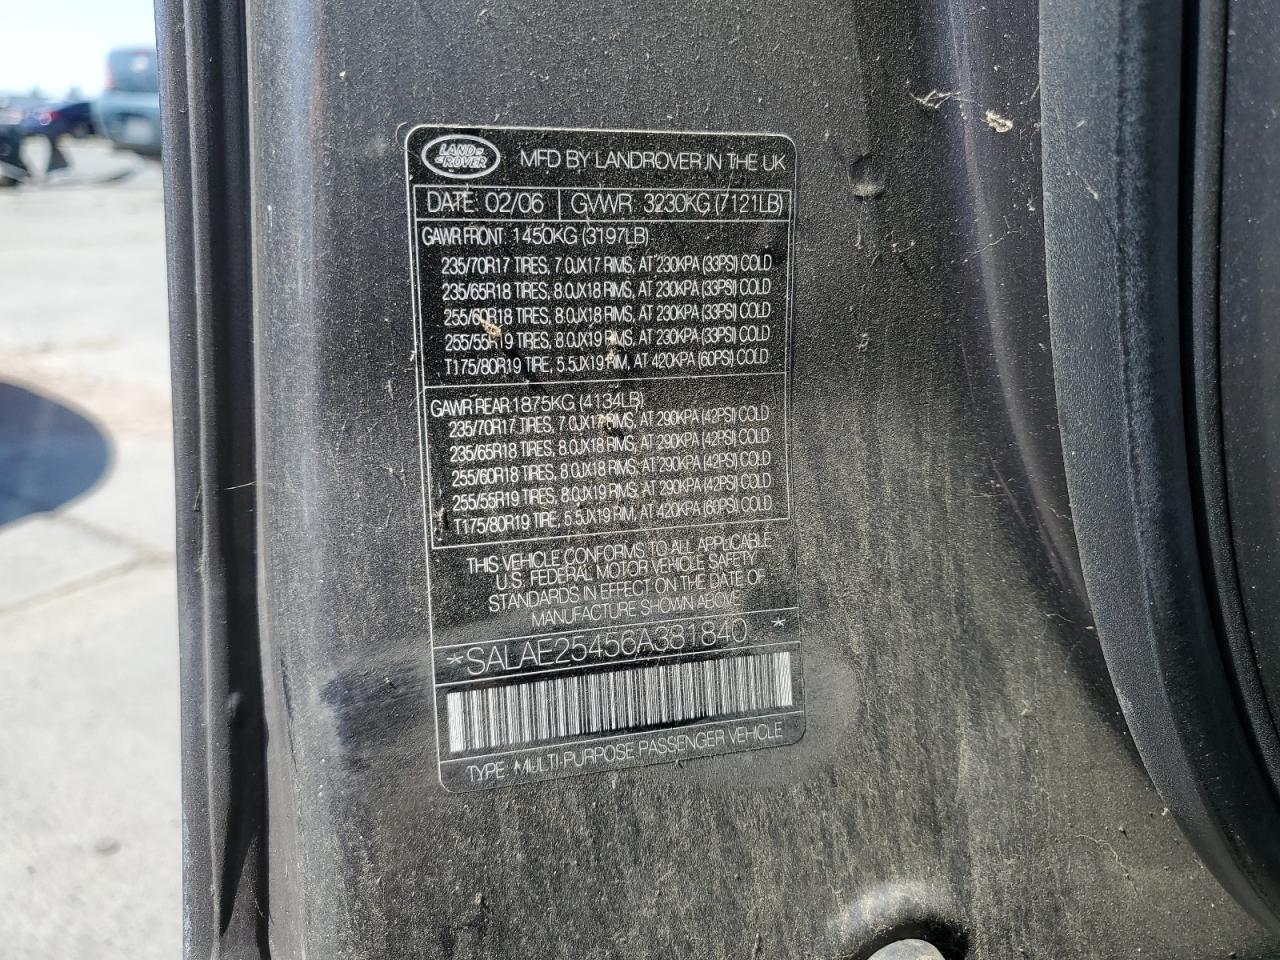 LAND-
-ROVER
MFD BY LANDROVER IN THE UK
DATE: 02/06 GVWR 3230KG (7121LB)
GAWR FRONT 1450KG (3197LB)
235/70R17 TIRES, 7.0JX17 RIMS, AT 230KPA (33PSI) COLD
235/65R18 TIRES, 8.0JX18 RIMS, AT 230KPA (33PSI) COLD
255/60R18 TIRES, 8.0JX18 RIMS, AT 230KPA (33PSI) COLD
255/55R19 TIRES, 8.0JX19 RIMS, AT 230KPA (33PSI) COLD
T175/80R19 TIRE, 5.5JX19 RIM, AT 420KPA (60PSI) COLD
GAWR REAR 1875KG (4134LB)
235/70R17 TIRES, 7.0JX17 RIMS, AT 290KPA (42PSI) COLD
235/65R18 TIRES, 8.0JX18 RIMS, AT 290KPA (42PSI) COLD
255/60R18 TIRES, 8.0JX18 RIMS, AT 290KPA (42PSI) COLD
255/55R19 TIRES, 8.0JX19 RIMS, AT 290KPA (42PSI) COLD
T175/80R19 TIRE, 5.5JX19 RIM, AT 420KPA (60PSI) COLD
THIS VEHICLE CONFORMS TO ALL APPLICABLE
U.S. FEDERAL MOTOR VEHICLE SAFETY
STANDARDS IN EFFECT ON THE DATE OF
MANUFACTURE SHOWN ABOVE
*SALAE25456A381840 *
TYPE MULTI-PURPOSE PASSENGER VEHICLE